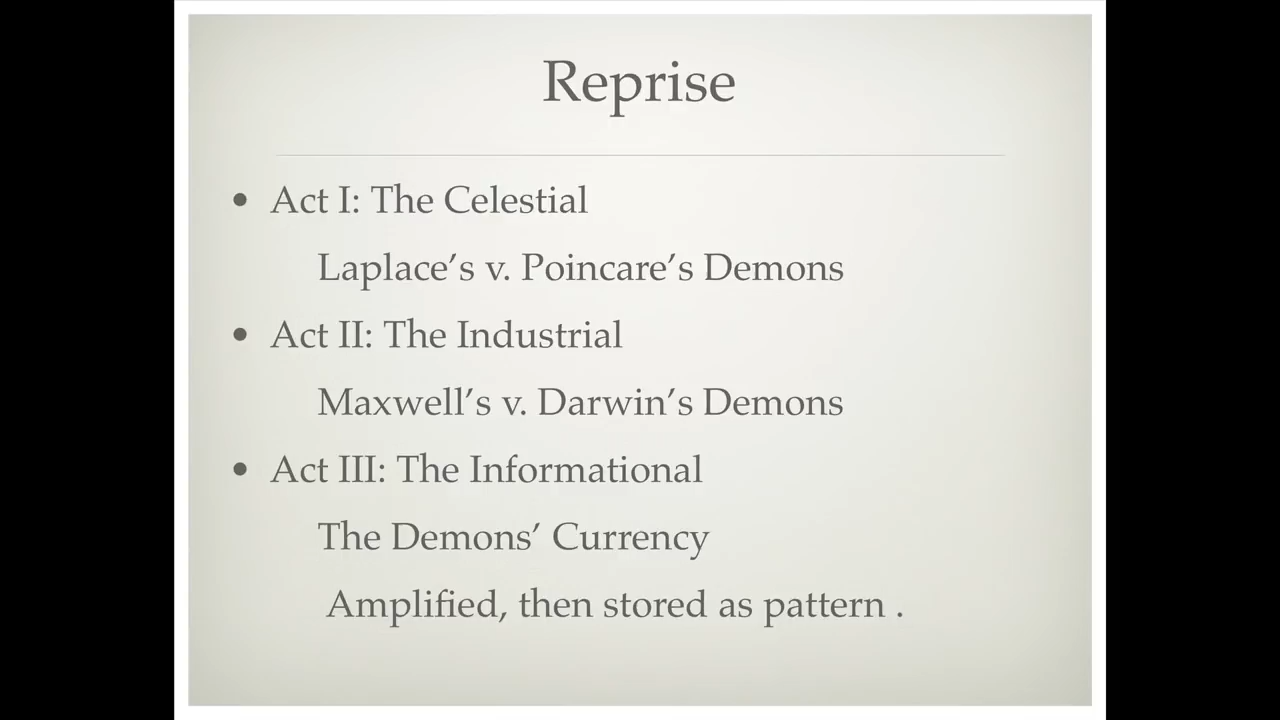 Reprise
• Act I: The Celestial
Laplace’s v. Poincare’s Demons
• Act II: The Industrial
Maxwell’s v. Darwin’s Demons
• Act III: The Informational
The Demons’ Currency
Amplified, then stored as pattern .